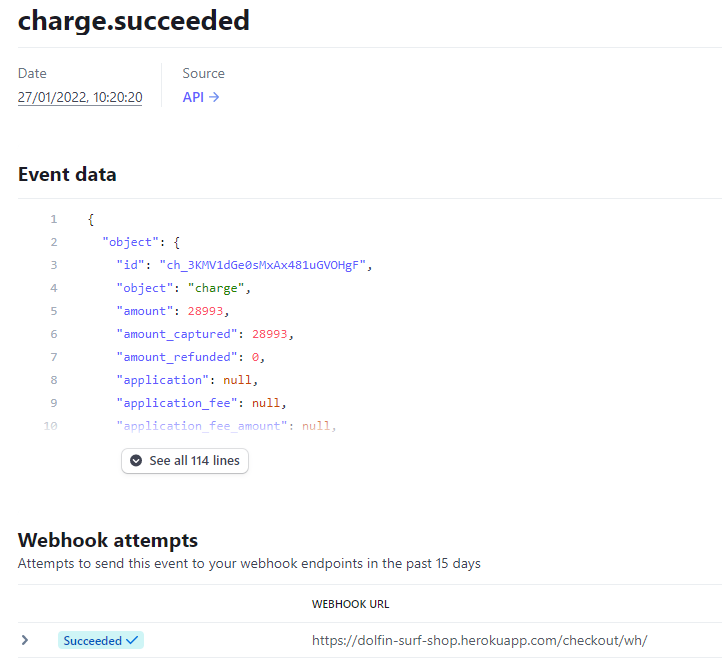 charge.succeeded
Date
Source
27/01/2022, 10:20:20
API →
Event data
1 {
2 "object": {
3 "id": "ch_3KMV1dGe0sMxAx481uGVOHgF",
4 "object": "charge",
5 "amount": 28993,
6 "amount_captured": 28993,
7 "amount_refunded": 0,
8 "application": null,
9 "application_fee": null,
10 "application_fee_amount": null,
See all 114 lines
Webhook attempts
Attempts to send this event to your webhook endpoints in the past 15 days
WEBHOOK URL
Succeeded ✓ https://dolfin-surf-shop.herokuapp.com/checkout/wh/